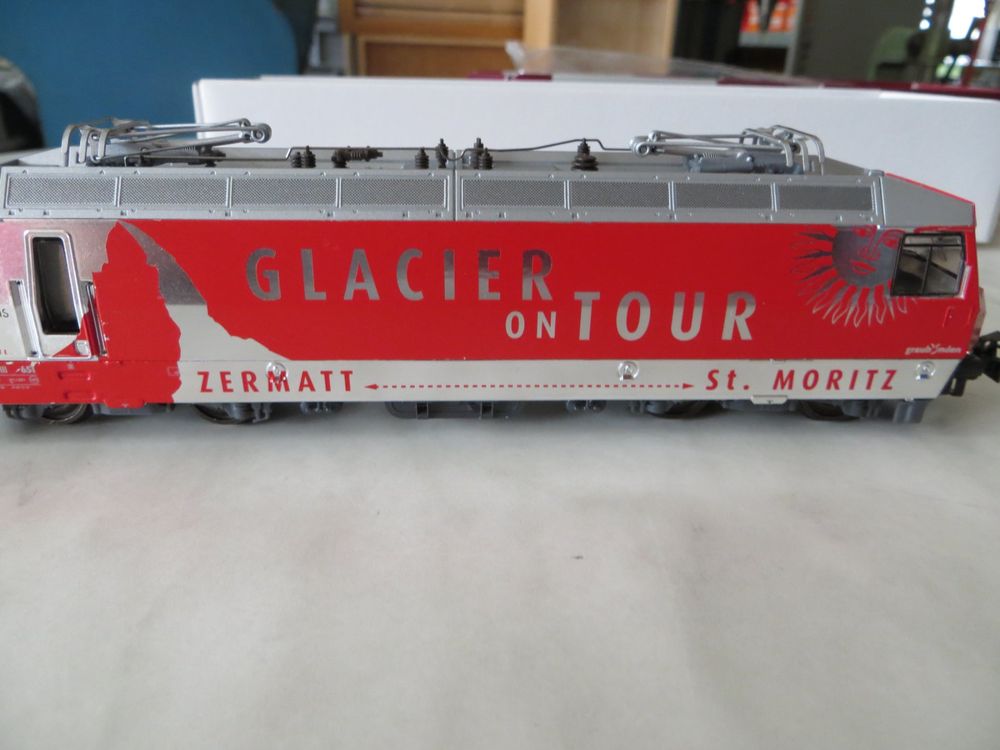 GLACIER
ON TOUR
graubünden
ZERMATT St. MORITZ